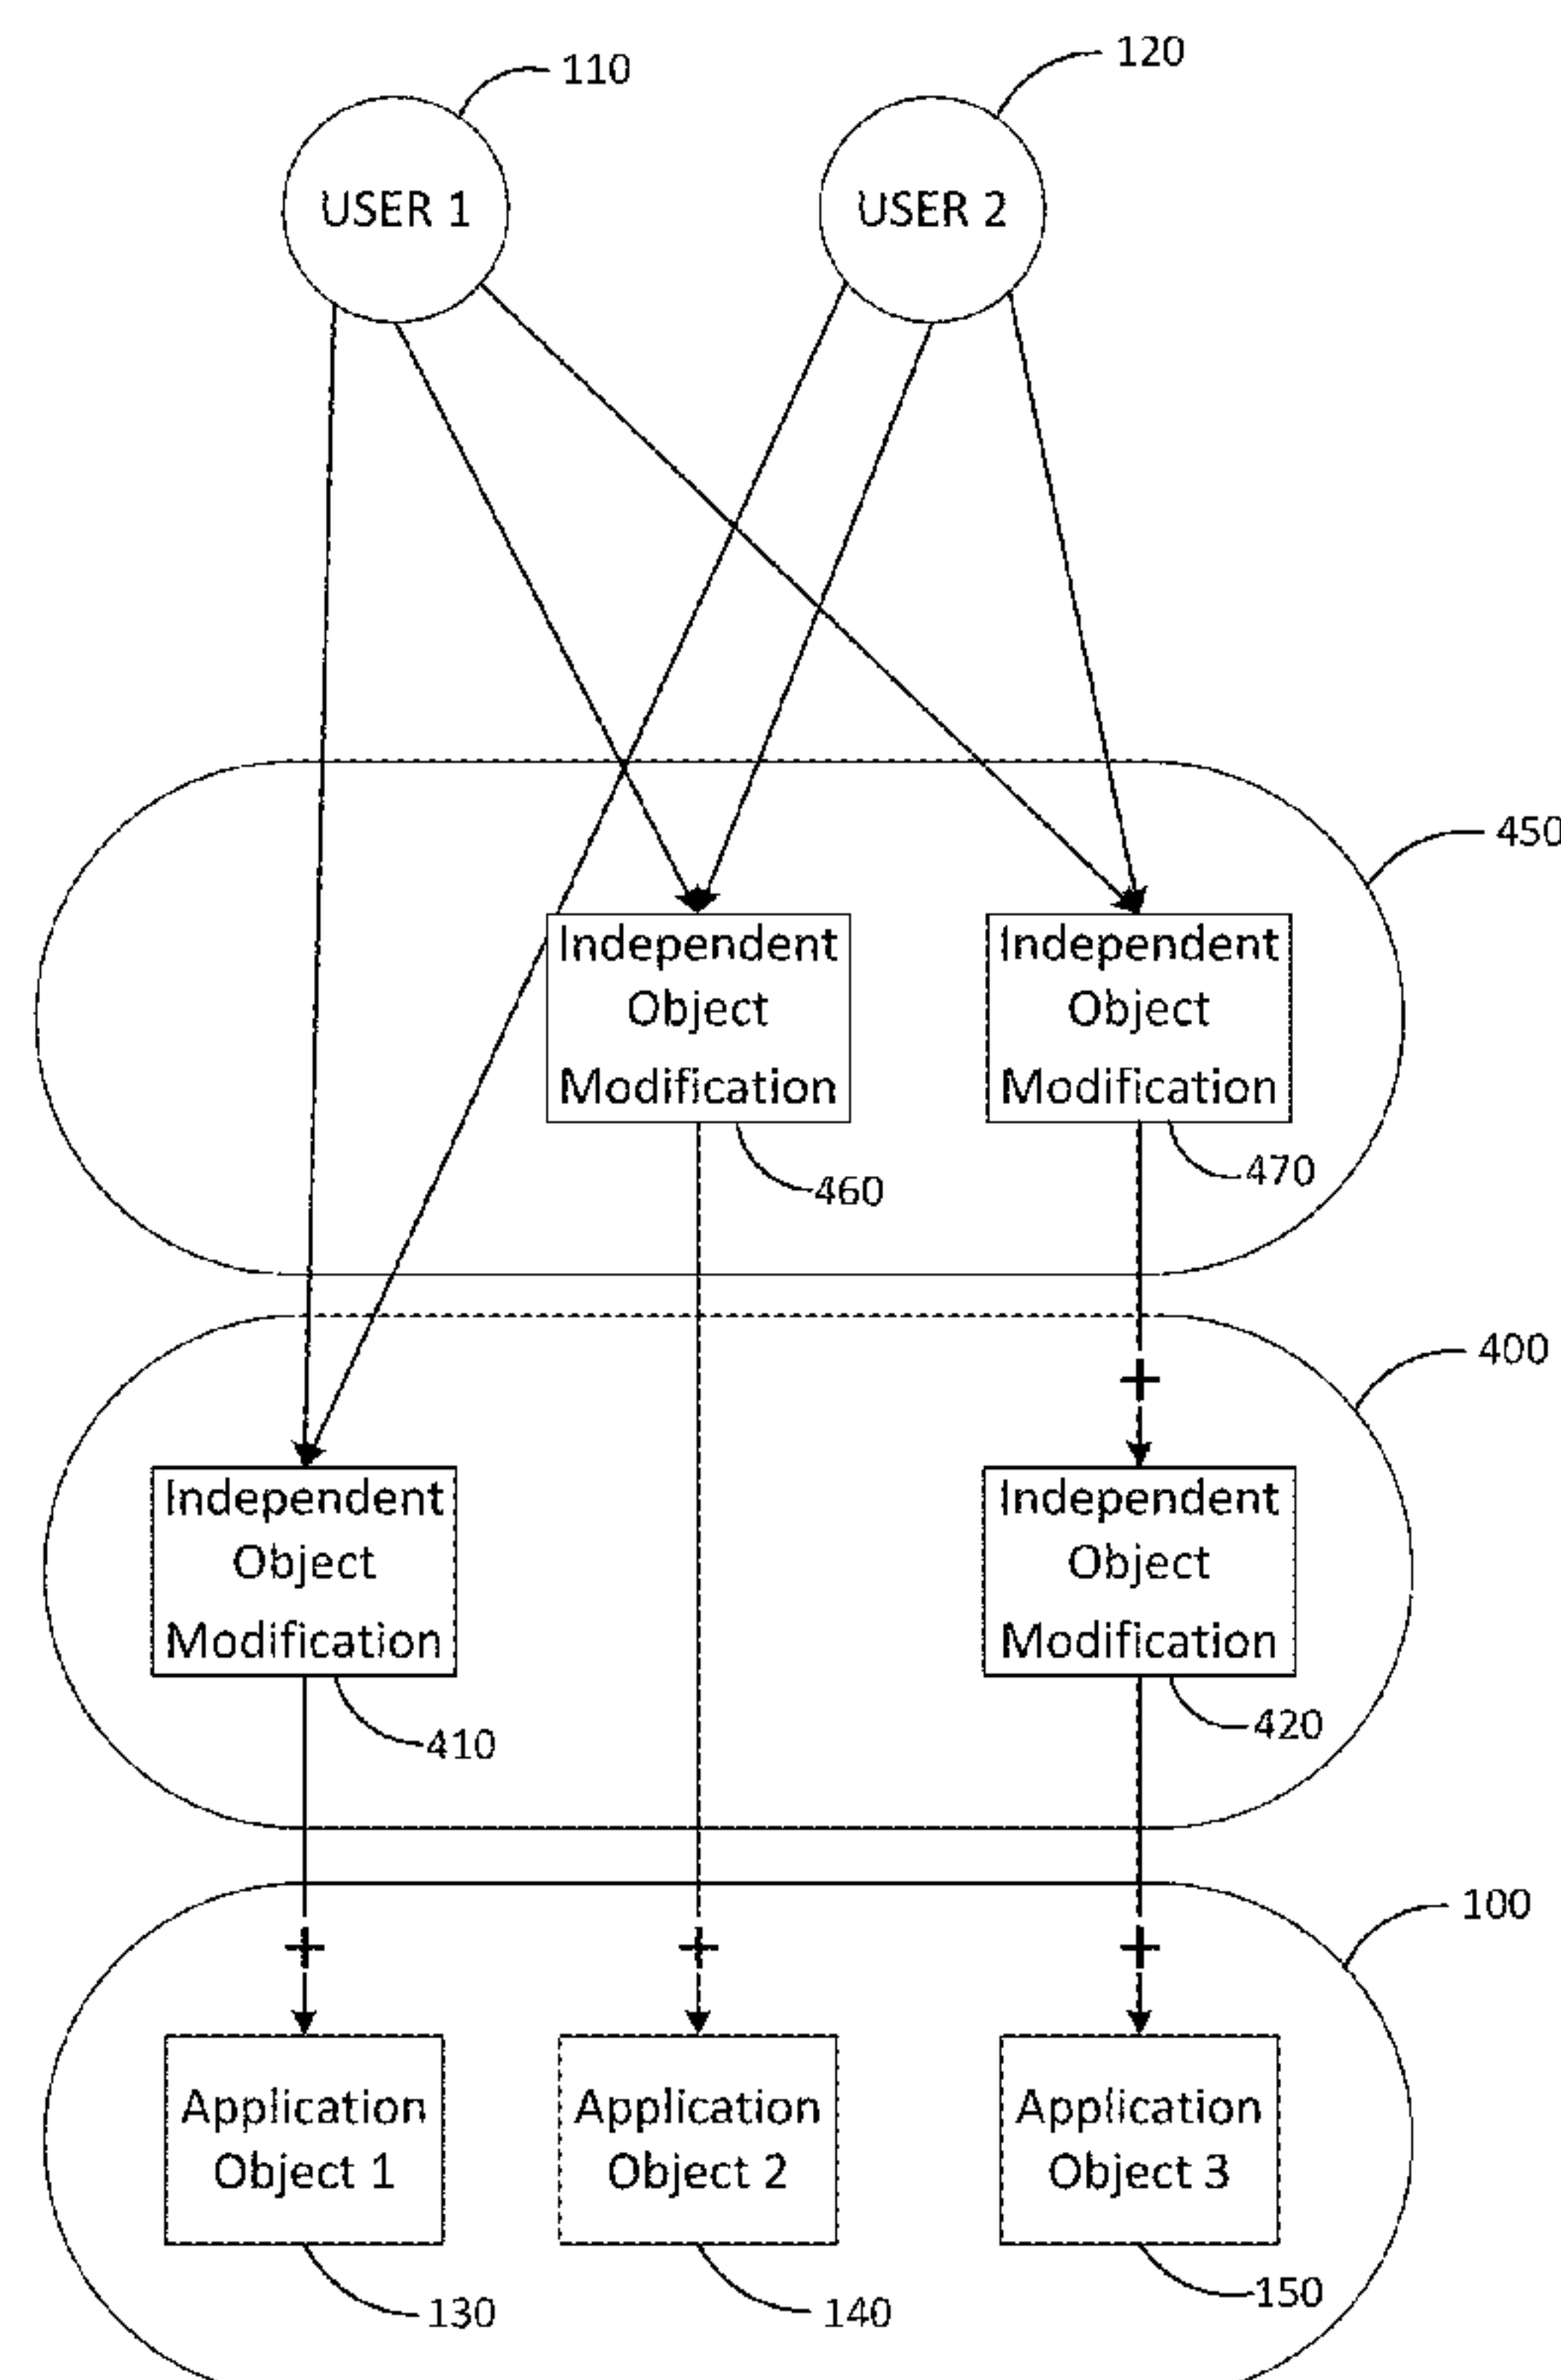 110
120
USER 1
USER 2
450
Independent
Object
Modification
460
Independent
Object
Modification
470
400
Independent
Object
Modification
410
Independent
Object
Modification
420
100
Application
Object 1
130
Application
Object 2
140
Application
Object 3
150